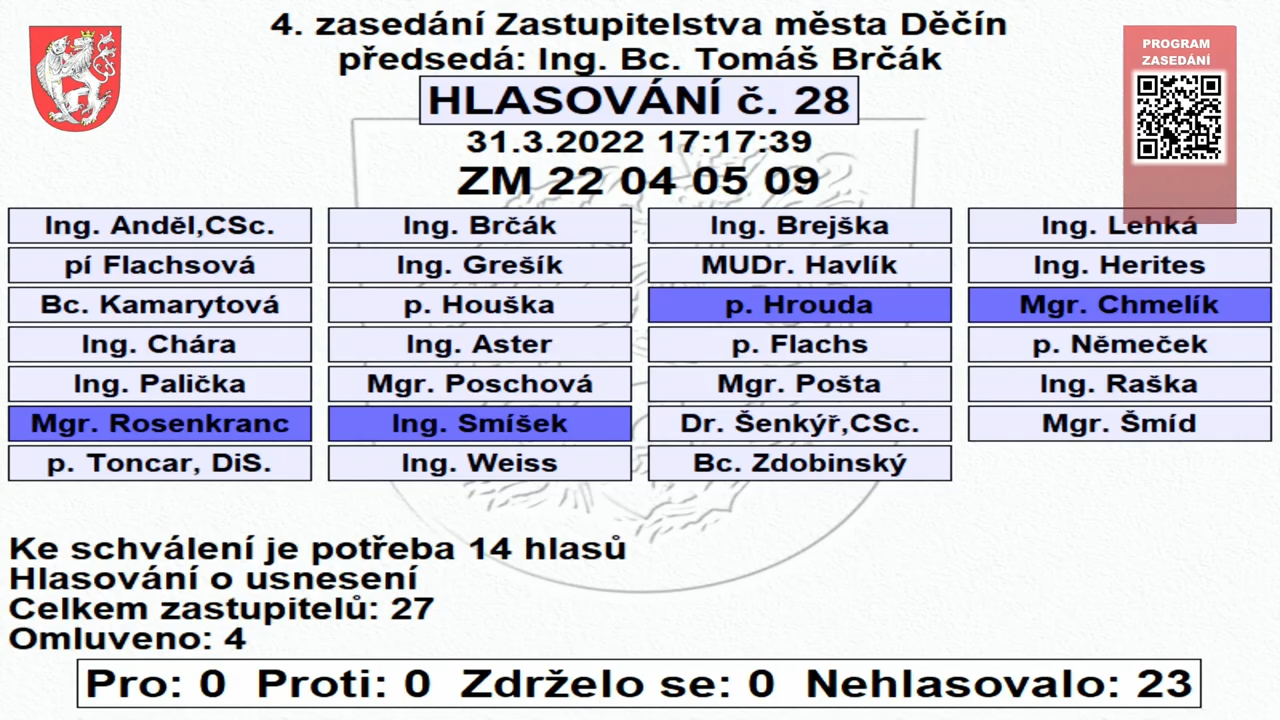 4. zasedání Zastupitelstva města Děčín
předsedá: Ing. Bc. Tomáš Brčák
HLASOVÁNÍ č. 28
31.3.2022 17:17:39
ZM 22 04 05 09
PROGRAM
ZASEDÁNÍ
Ing. Anděl,CSc. Ing. Brčák Ing. Brejška Ing. Lehká
pí Flachsová Ing. Grešík MUDr. Havlík Ing. Herites
Bc. Kamarytová p. Houška p. Hrouda Mgr. Chmelík
Ing. Chára Ing. Aster p. Flachs p. Němeček
Ing. Palička Mgr. Poschová Mgr. Pošta Ing. Raška
Mgr. Rosenkranc Ing. Smíšek Dr. Šenkýř,CSc. Mgr. Šmíd
p. Toncar, DiS. Ing. Weiss Bc. Zdobinský
Ke schválení je potřeba 14 hlasů
Hlasování o usnesení
Celkem zastupitelů: 27
Omluveno: 4
Pro: 0 Proti: 0 Zdrželo se: 0 Nehlasovalo: 23